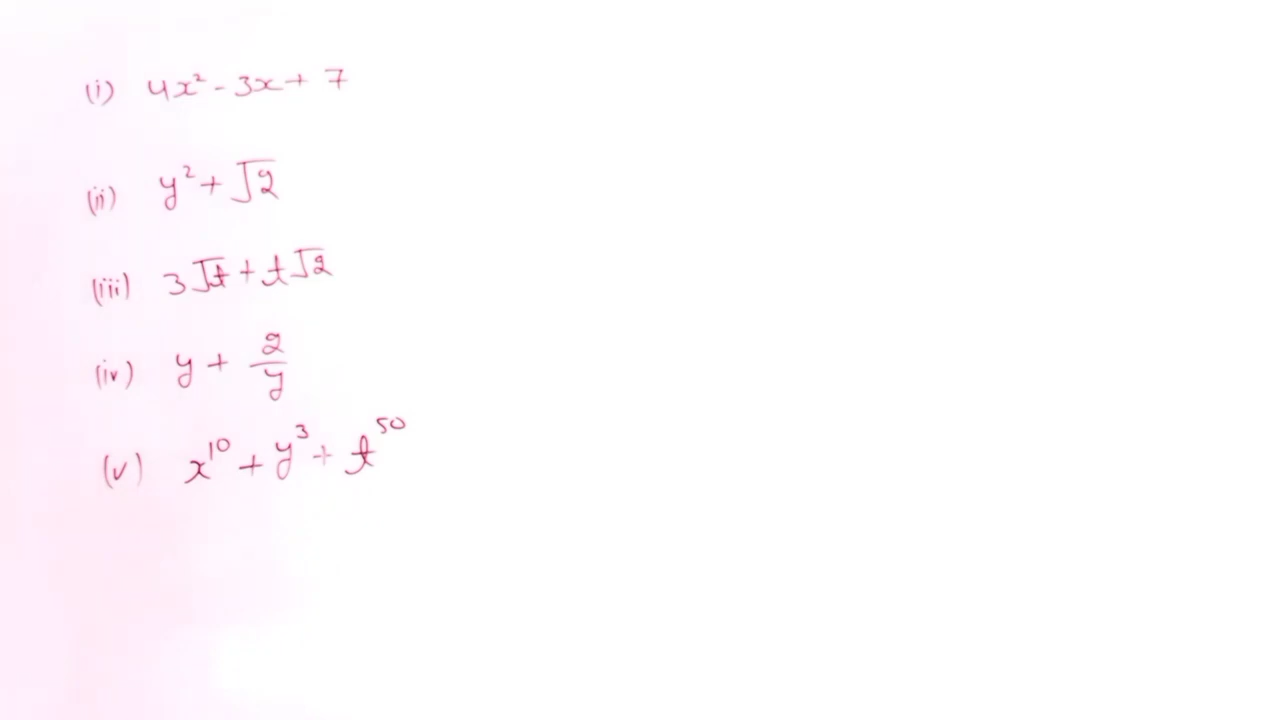 (i) 4x² - 3x + 7
(ii) y² + √2
(iii) 3√t + t√2
(iv) y + 2/y
(v) x¹⁰ + y³ + t⁵⁰